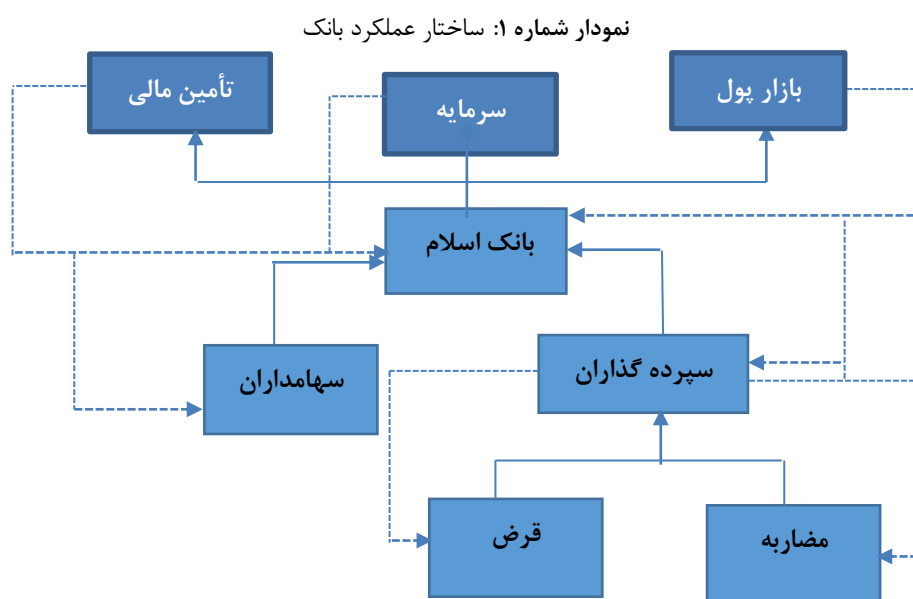 نمودار شماره ۱: ساختار عملکرد بانک
بازار پول
سرمایه
تأمین مالی
بانک اسلام
سپرده گذاران
سهامداران
مضاربه
قرض